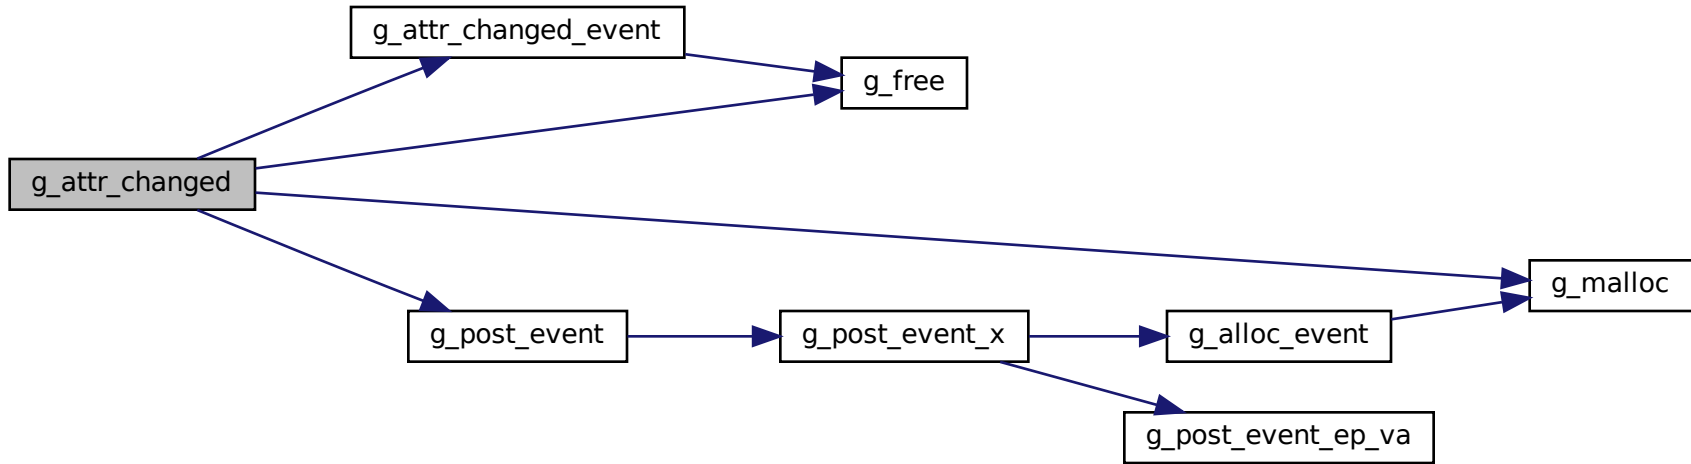 g_attr_changed_event
g_free
g_attr_changed
g_malloc
g_post_event
g_post_event_x
g_alloc_event
g_post_event_ep_va